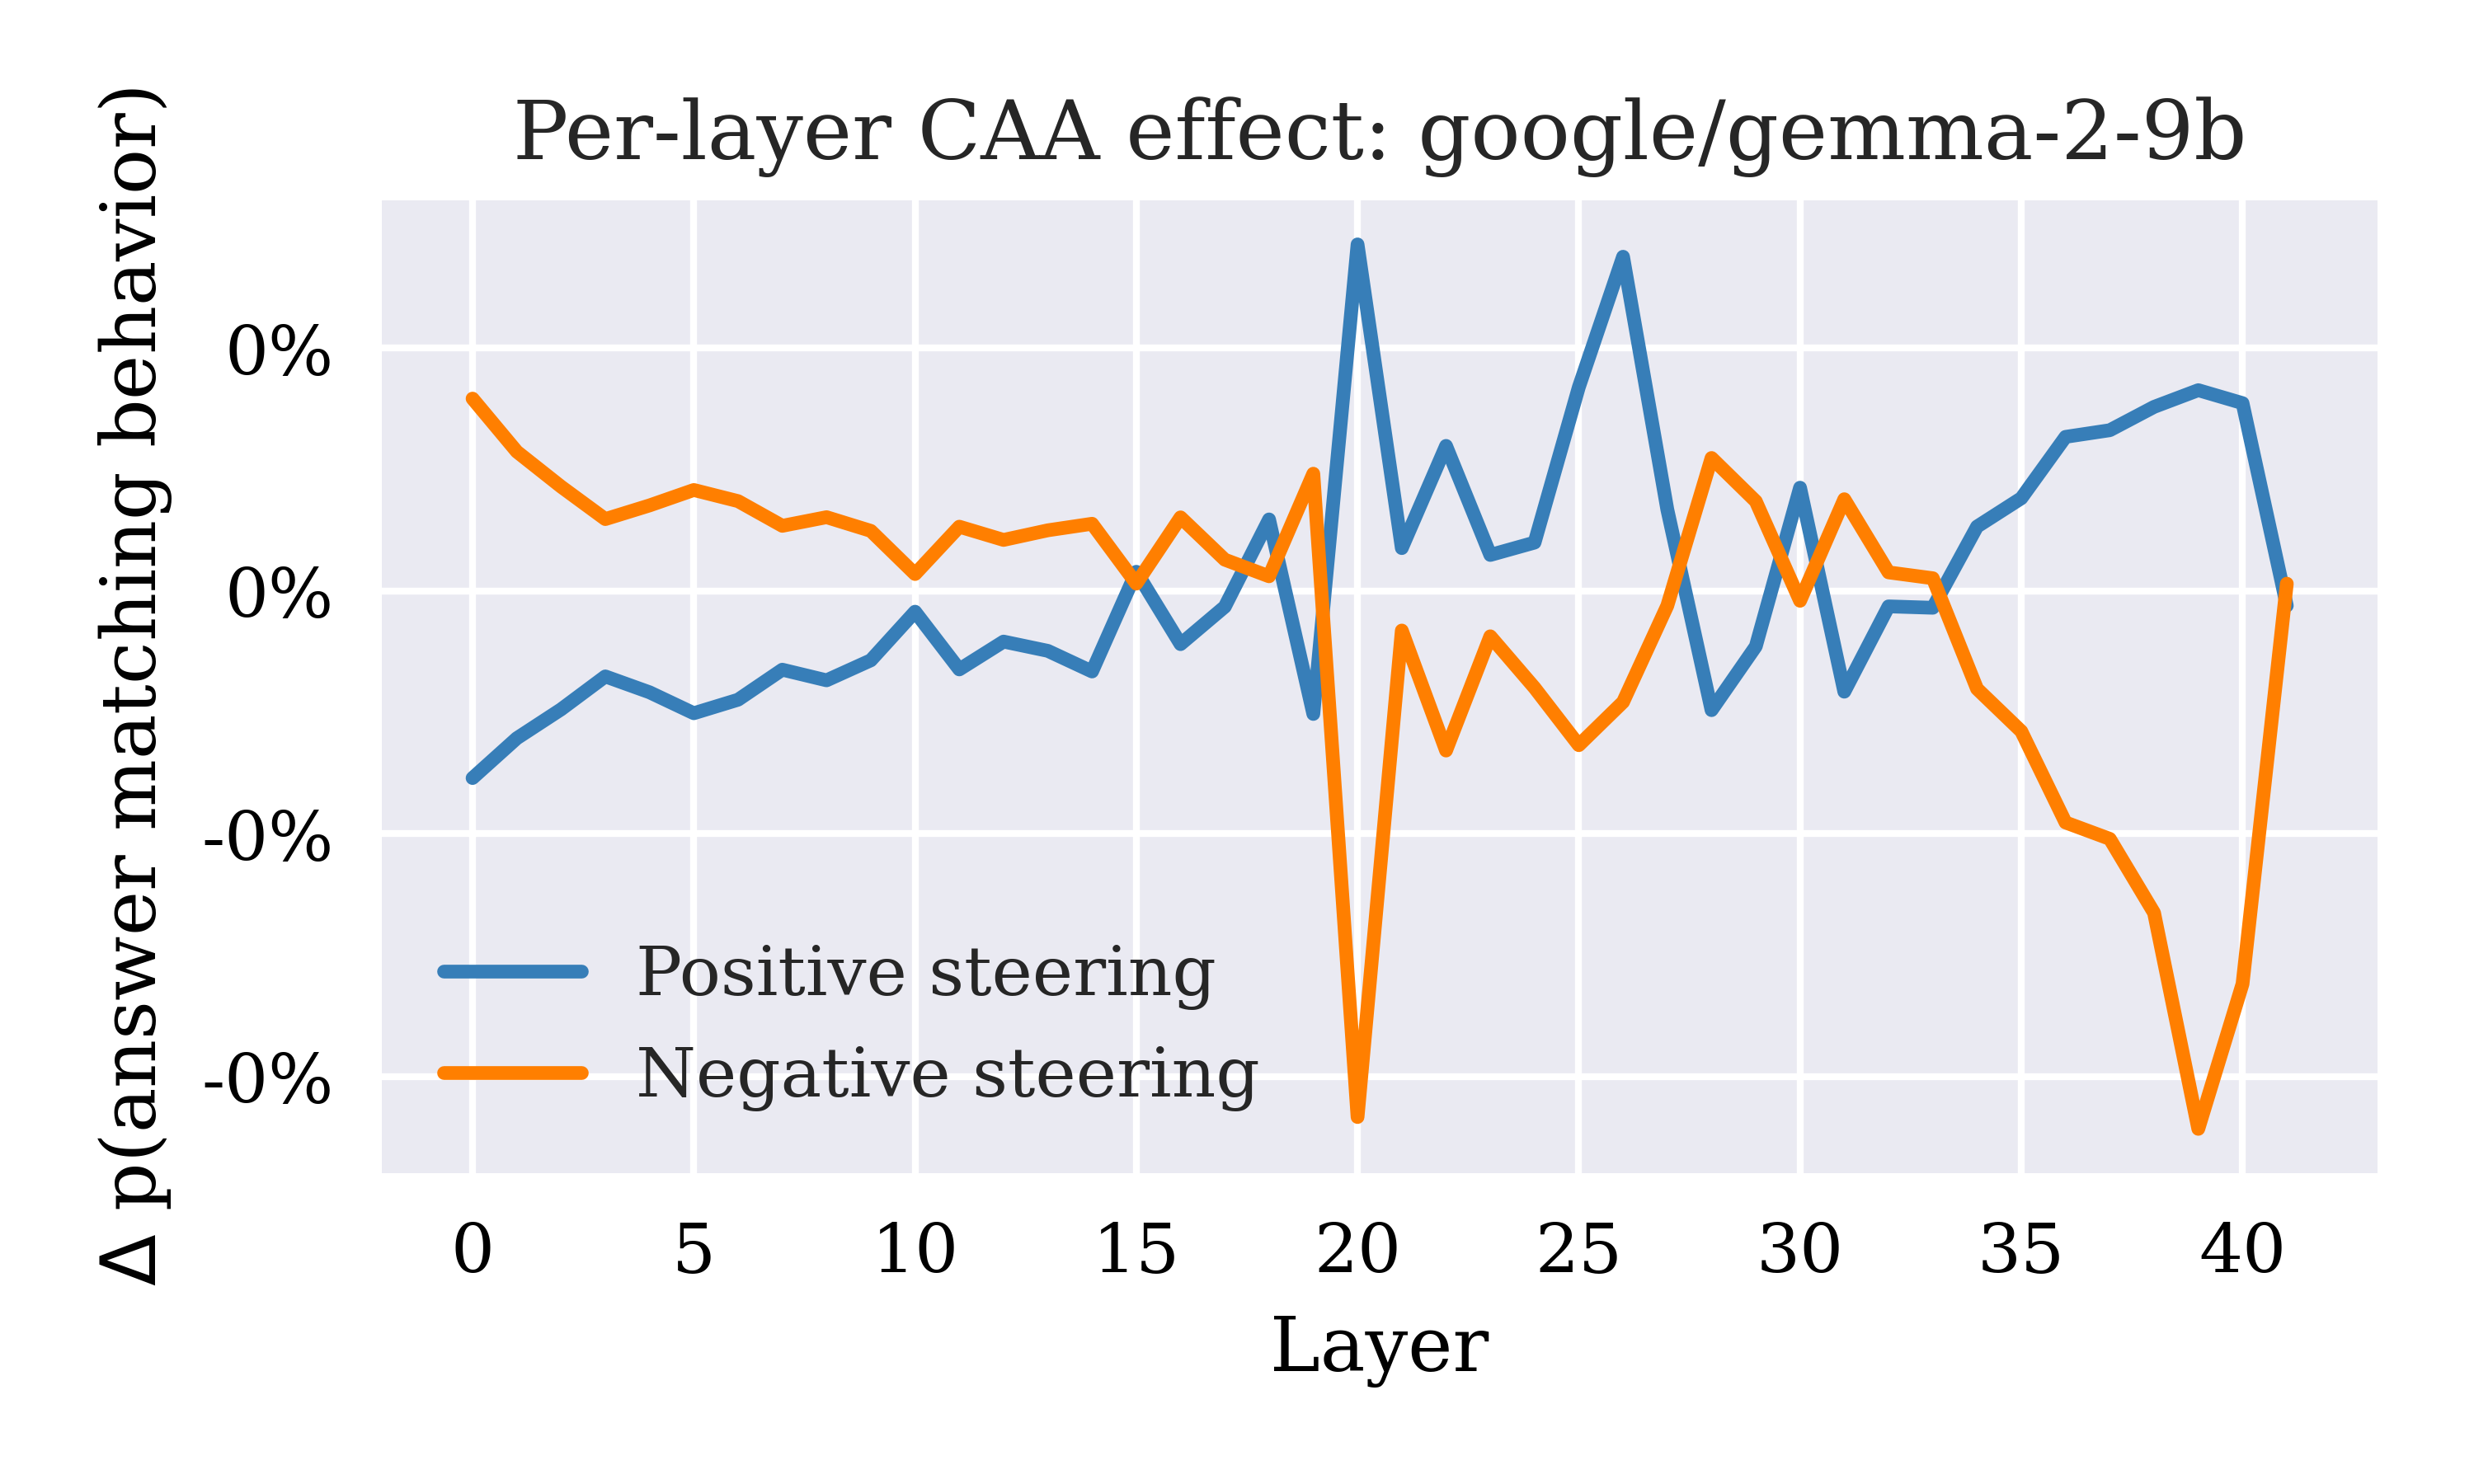 Per-layer CAA effect: google/gemma-2-9b
Δ p(answer matching behavior)
0%
0%
-0%
-0%
Positive steering
Negative steering
0 5 10 15 20 25 30 35 40
Layer